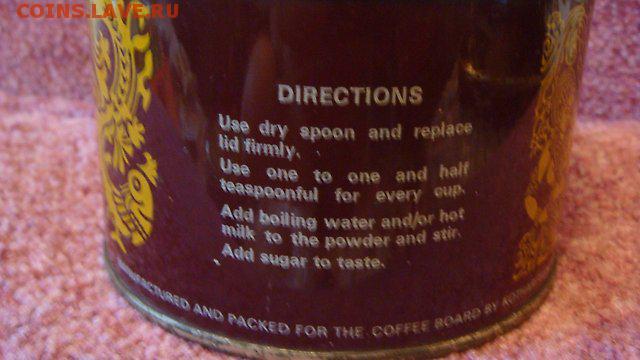 COINS.LAVE.RU
DIRECTIONS
Use dry spoon and replace
lid firmly.
Use one to one and half
teaspoonful for every cup.
Add boiling water and/or hot
milk to the powder and stir.
Add sugar to taste.
MANUFACTURED AND PACKED FOR THE COFFEE BOARD BY